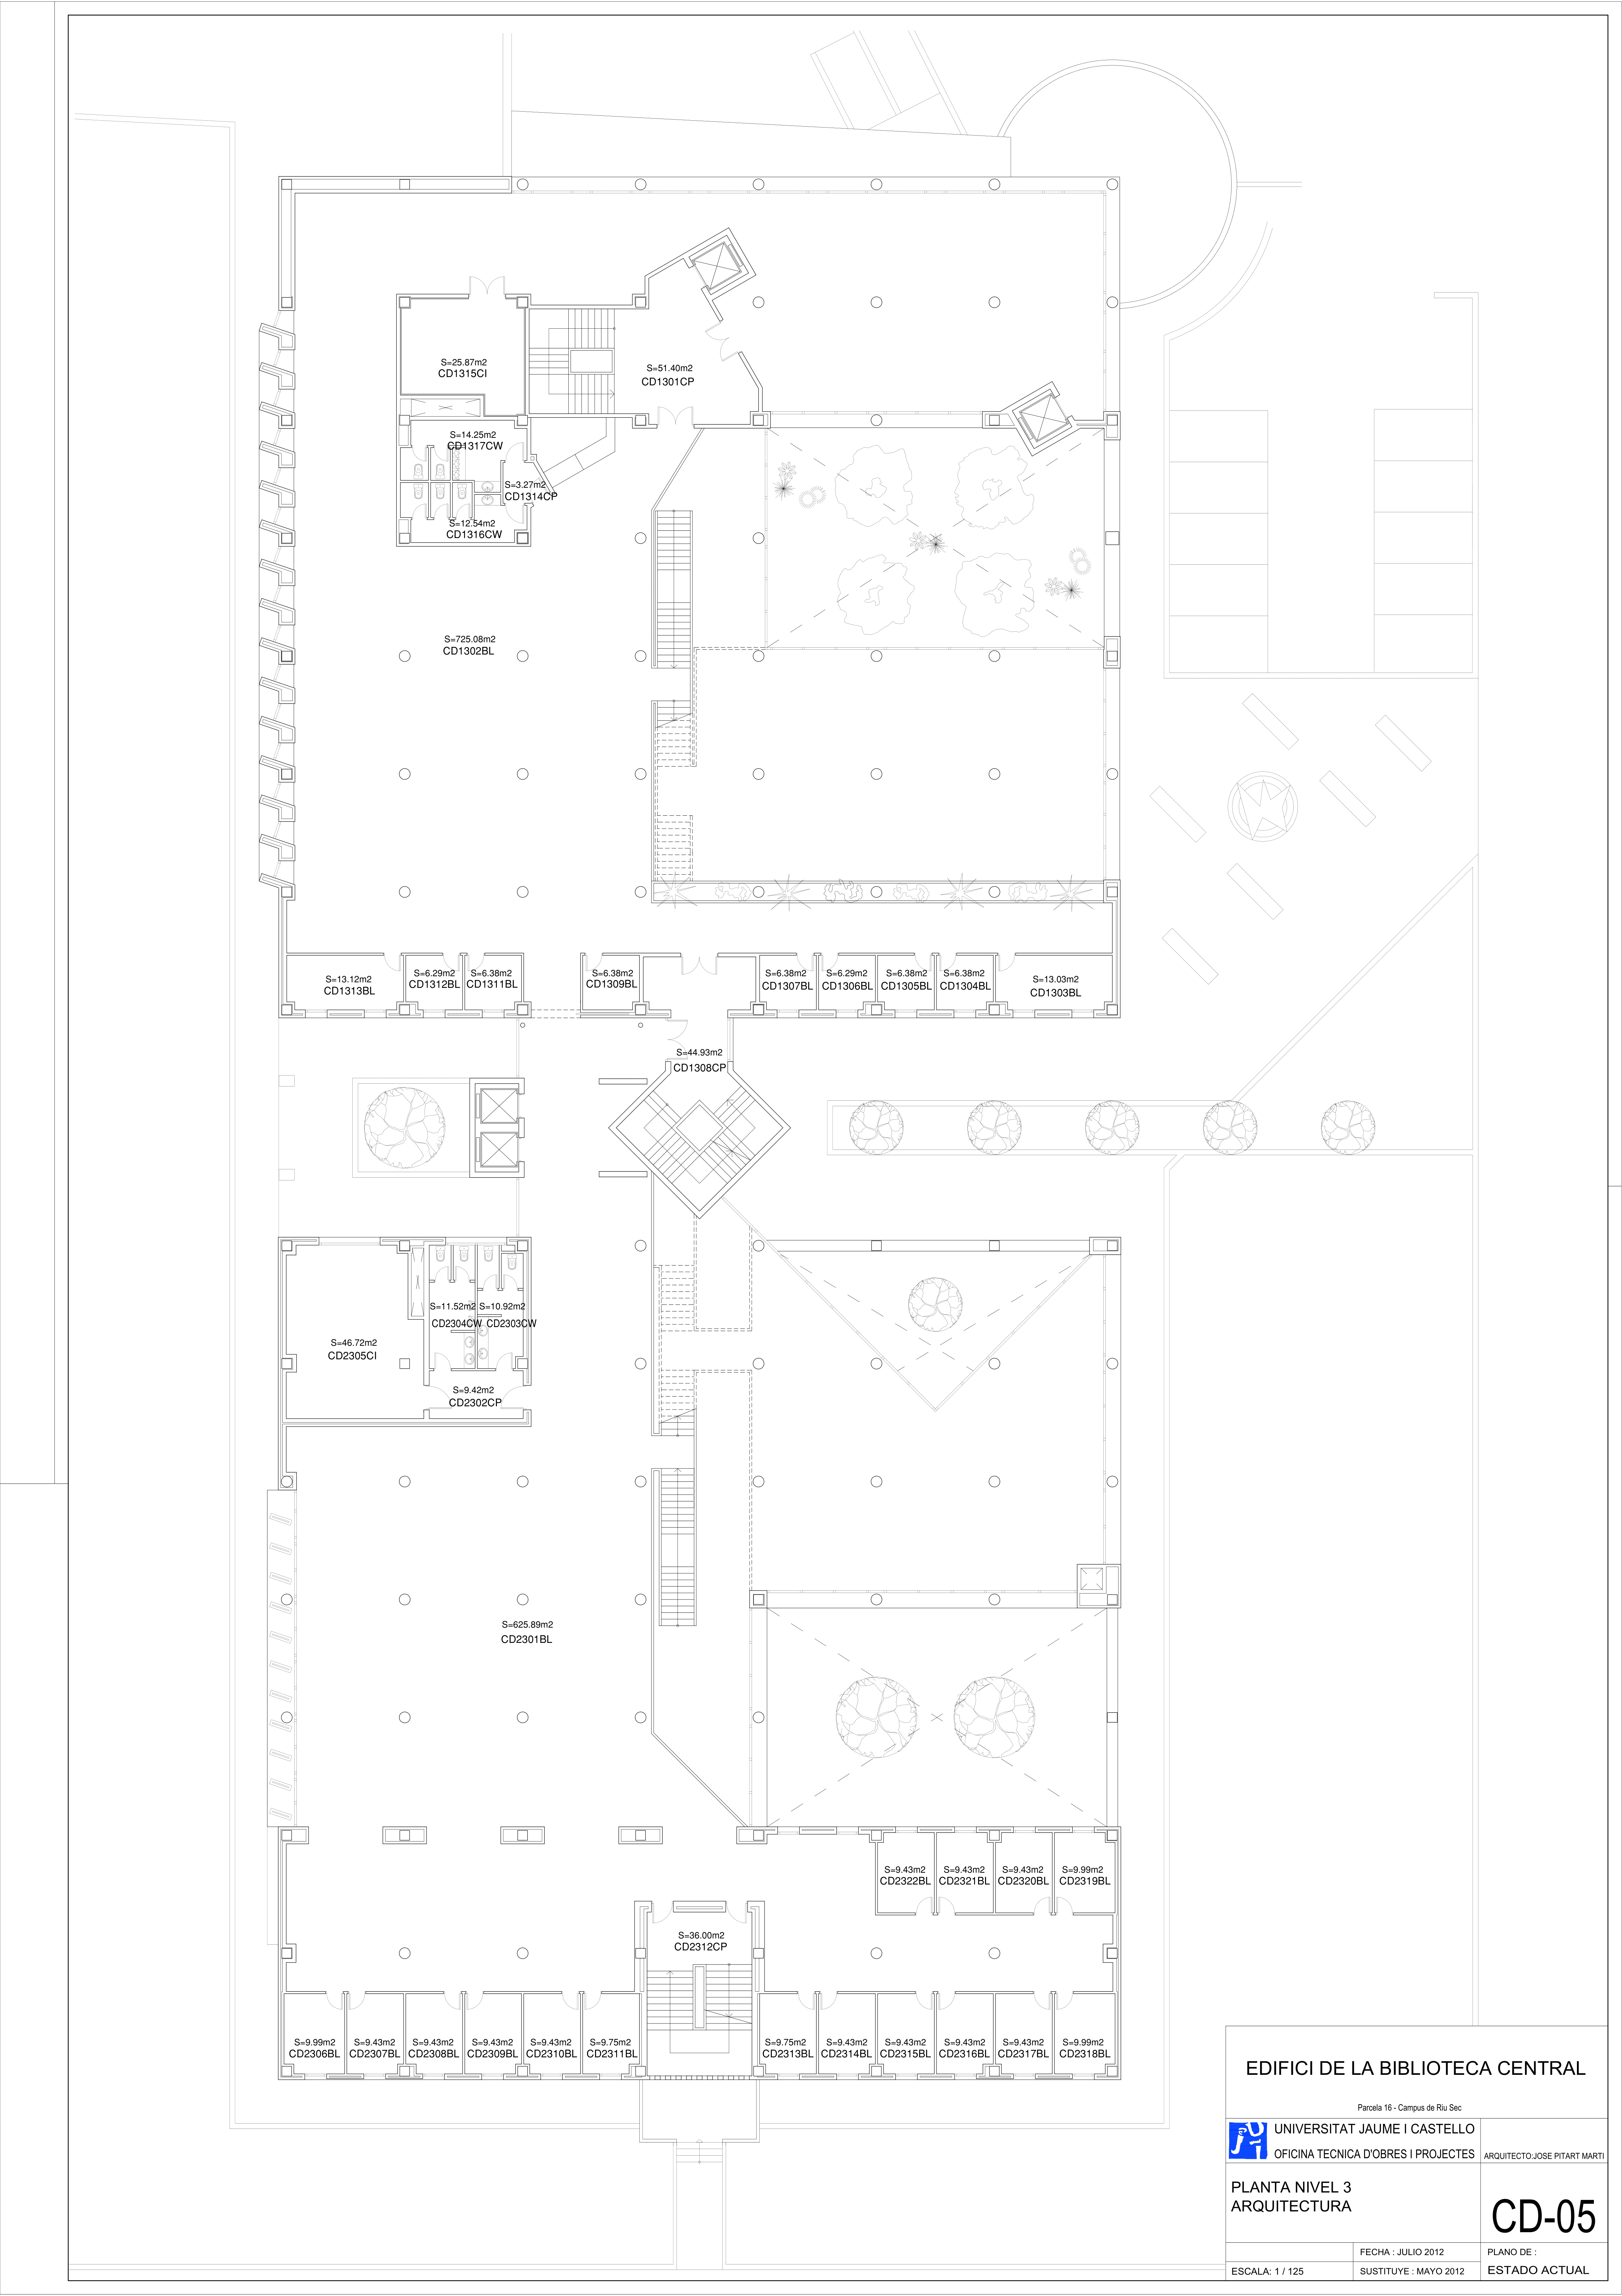 S=25.87m2
CD1315CI
S=51.40m2
CD1301CP
S=14.25m2
CD1317CW
S=3.27m2
CD1314CP
S=12.54m2
CD1316CW
S=725.08m2
CD1302BL
S=13.12m2
CD1313BL
S=6.29m2
CD1312BL
S=6.38m2
CD1311BL
S=6.38m2
CD1309BL
S=6.38m2
CD1307BL
S=6.29m2
CD1306BL
S=6.38m2
CD1305BL
S=6.38m2
CD1304BL
S=13.03m2
CD1303BL
S=44.93m2
CD1308CP
S=11.52m2
CD2304CW
S=10.92m2
CD2303CW
S=46.72m2
CD2305CI
S=9.42m2
CD2302CP
S=625.89m2
CD2301BL
S=9.43m2
CD2322BL
S=9.43m2
CD2321BL
S=9.43m2
CD2320BL
S=9.99m2
CD2319BL
S=36.00m2
CD2312CP
S=9.99m2
CD2306BL
S=9.43m2
CD2307BL
S=9.43m2
CD2308BL
S=9.43m2
CD2309BL
S=9.43m2
CD2310BL
S=9.75m2
CD2311BL
S=9.75m2
CD2313BL
S=9.43m2
CD2314BL
S=9.43m2
CD2315BL
S=9.43m2
CD2316BL
S=9.43m2
CD2317BL
S=9.99m2
CD2318BL
EDIFICI DE LA BIBLIOTECA CENTRAL
Parcela 16 - Campus de Riu Sec
UNIVERSITAT JAUME I CASTELLO
OFICINA TECNICA D'OBRES I PROJECTES
ARQUITECTO:JOSE PITART MARTI
PLANTA NIVEL 3
ARQUITECTURA
CD-05
FECHA : JULIO 2012
PLANO DE :
ESCALA: 1 / 125
SUSTITUYE : MAYO 2012
ESTADO ACTUAL